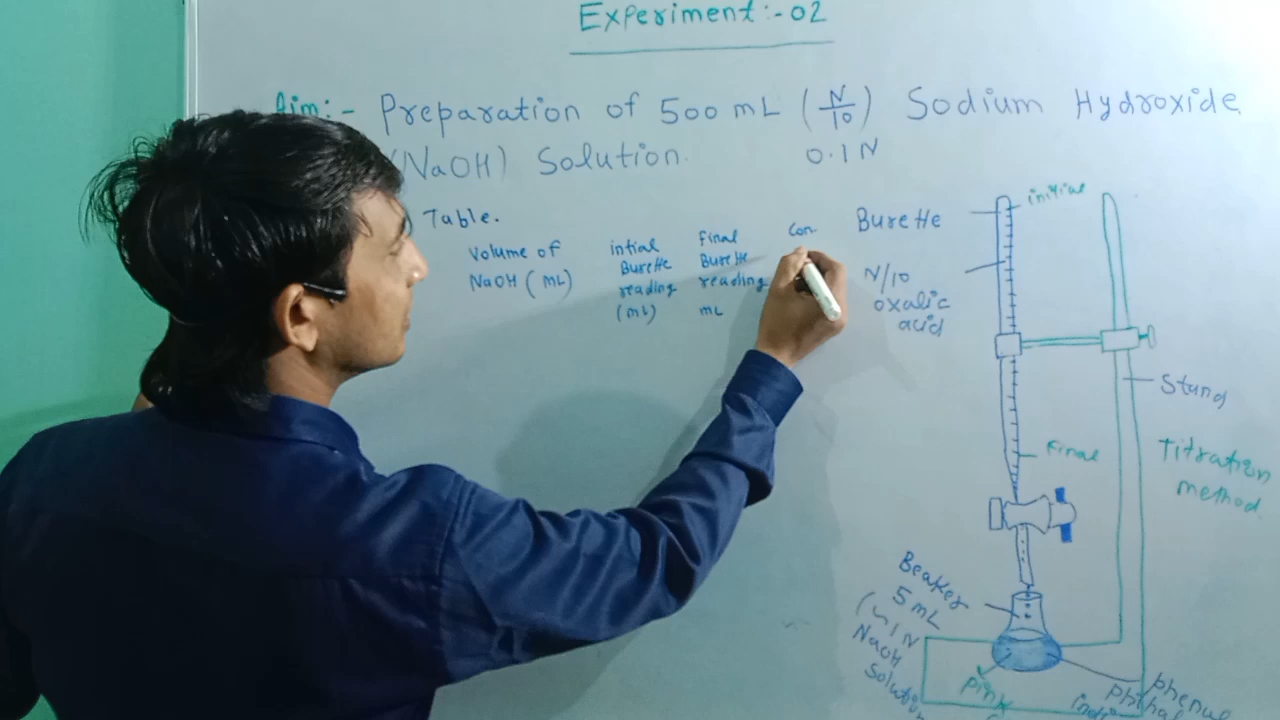 Experiment:-02
Aim:- Preparation of 500 mL (N/10) Sodium Hydroxide
(NaOH) Solution. 0.1N
Table.
Volume of
NaOH (mL)
intial
Burette
reading
(mL)
Final
Burette
reading
mL
Con
Burette
N/10
oxalic
acid
initial
Stand
Final
Titration
method
Beaker
5 mL
NaOH
Solution
pink